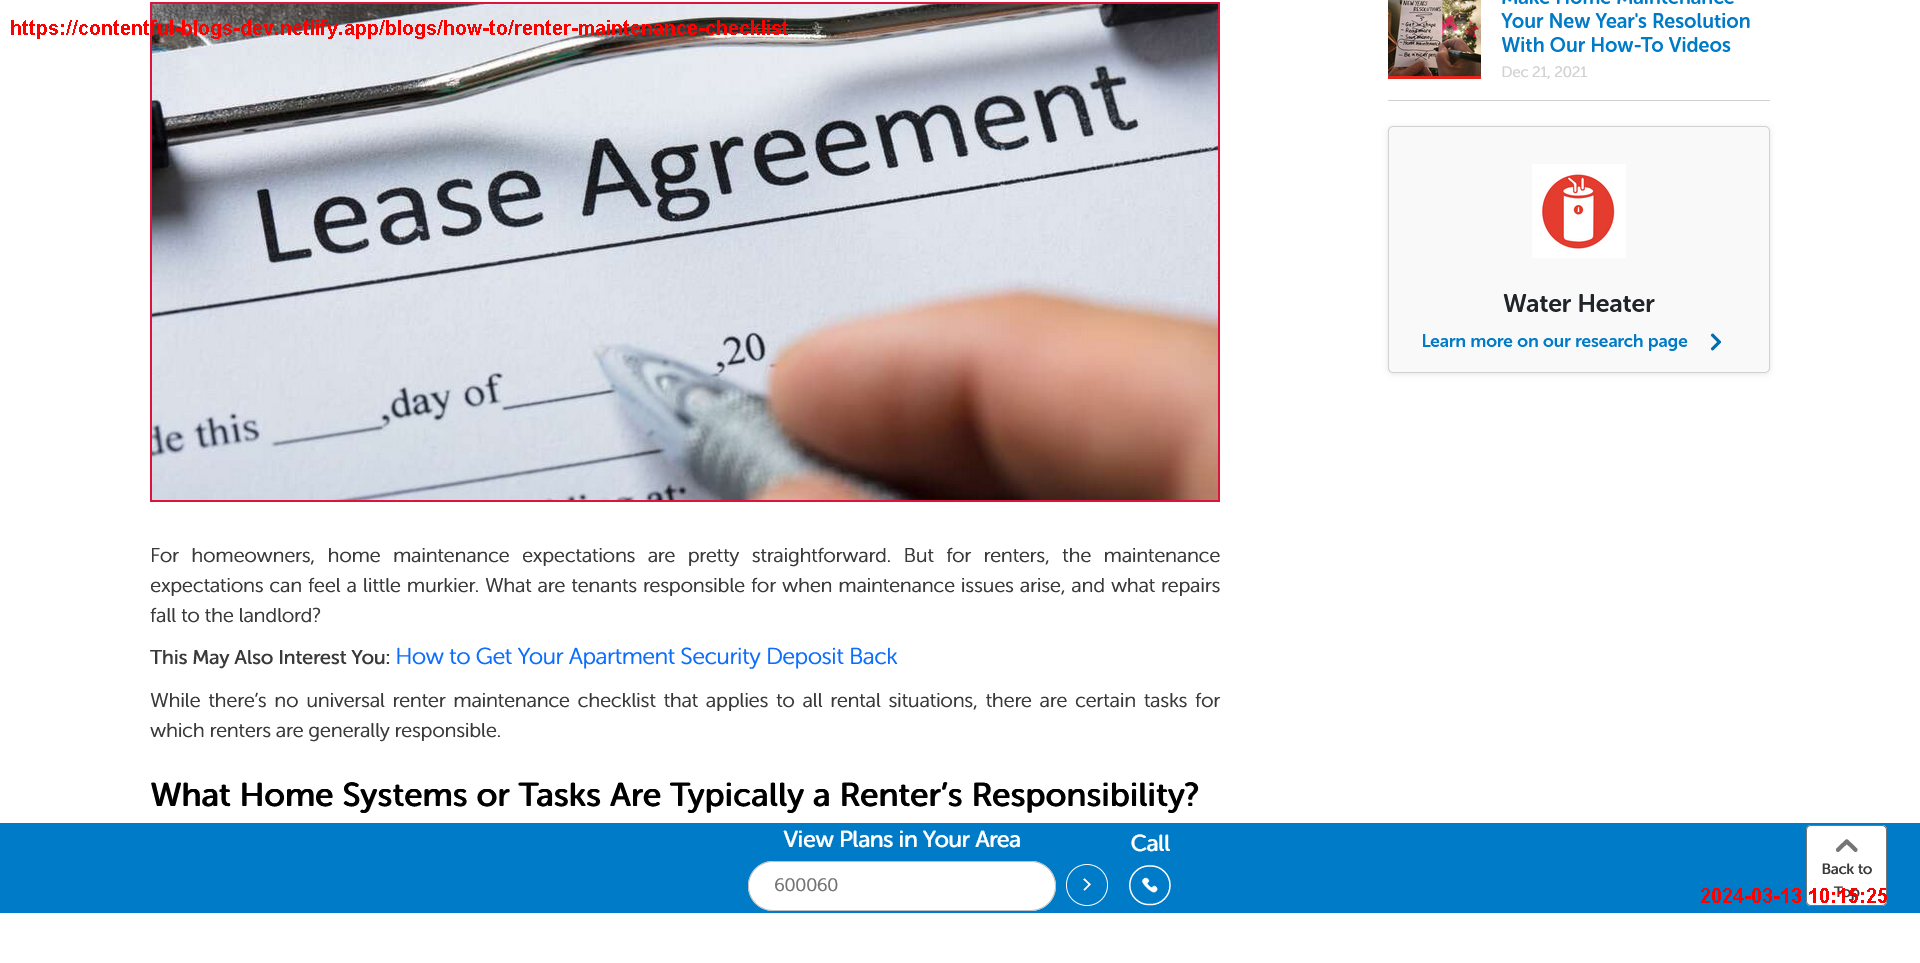 https://contentful-blogs-dev.netlify.app/blogs/how-to/renter-maintenance-checklist
Lease Agreement
de this _____,day of______ ,20
at:
For homeowners, home maintenance expectations are pretty straightforward. But for renters, the maintenance
expectations can feel a little murkier. What are tenants responsible for when maintenance issues arise, and what repairs
fall to the landlord?
This May Also Interest You: How to Get Your Apartment Security Deposit Back
While there’s no universal renter maintenance checklist that applies to all rental situations, there are certain tasks for
which renters are generally responsible.
What Home Systems or Tasks Are Typically a Renter’s Responsibility?
Make Home Maintenance
Your New Year's Resolution
With Our How-To Videos
Dec 21, 2021
Water Heater
Learn more on our research page
View Plans in Your Area
600060
Call
Back to
Top
2024-03-13 10:15:25